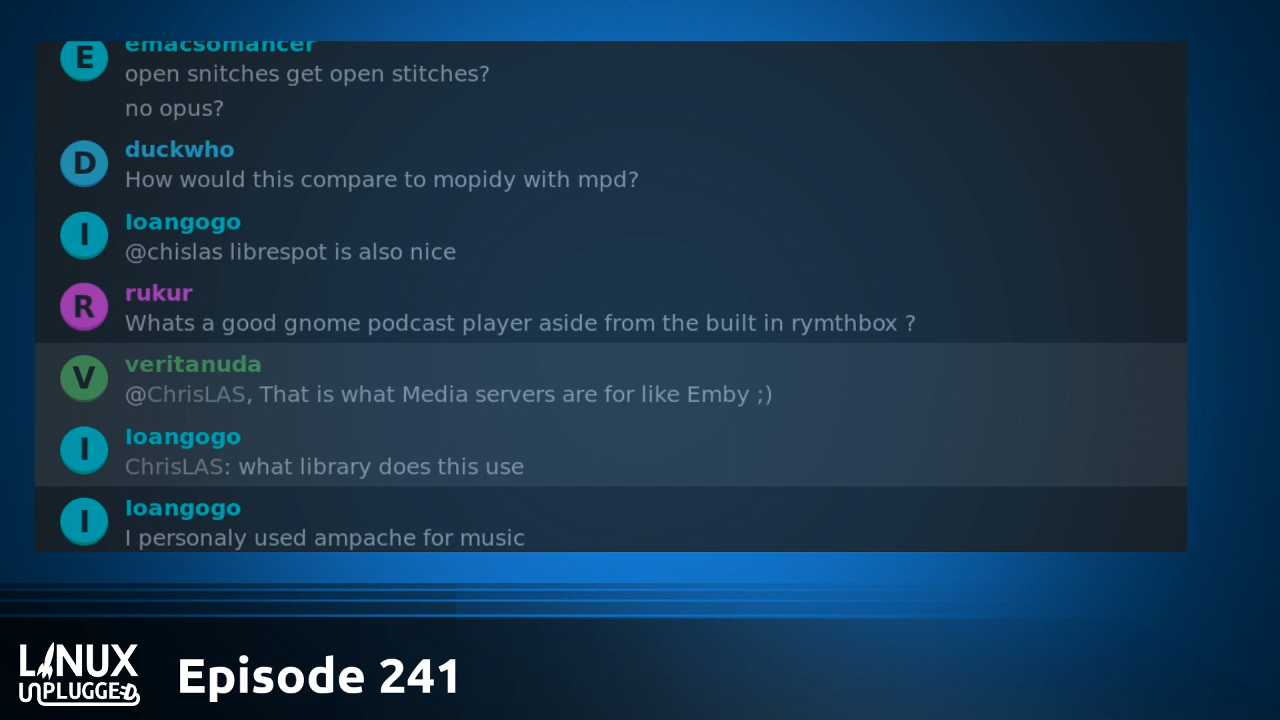 E
emacsomancer
open snitches get open stitches?
no opus?
D
duckwho
How would this compare to mopidy with mpd?
I
loangogo
@chislas librespot is also nice
R
rukur
Whats a good gnome podcast player aside from the built in rymthbox ?
V
veritanuda
@ChrisLAS, That is what Media servers are for like Emby ;)
I
loangogo
ChrisLAS: what library does this use
I
loangogo
I personaly used ampache for music
LINUX
UNPLUGGED
Episode 241